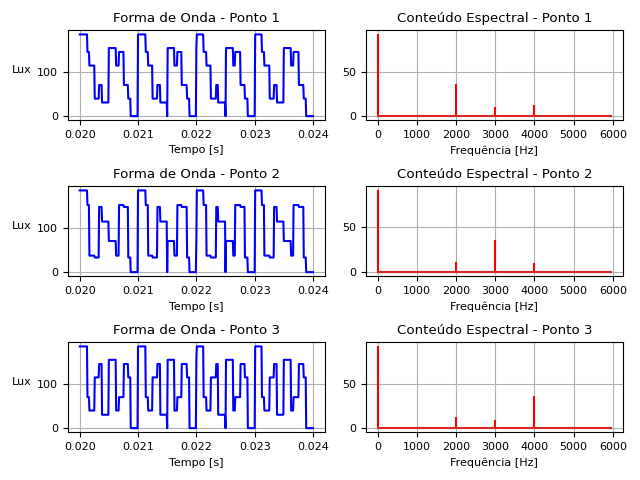 Forma de Onda - Ponto 1
Lux
100
0
0.020 0.021 0.022 0.023 0.024
Tempo [s]
Conteúdo Espectral - Ponto 1
50
0
0 1000 2000 3000 4000 5000 6000
Frequência [Hz]
Forma de Onda - Ponto 2
Lux
100
0
0.020 0.021 0.022 0.023 0.024
Tempo [s]
Conteúdo Espectral - Ponto 2
50
0
0 1000 2000 3000 4000 5000 6000
Frequência [Hz]
Forma de Onda - Ponto 3
Lux
100
0
0.020 0.021 0.022 0.023 0.024
Tempo [s]
Conteúdo Espectral - Ponto 3
50
0
0 1000 2000 3000 4000 5000 6000
Frequência [Hz]